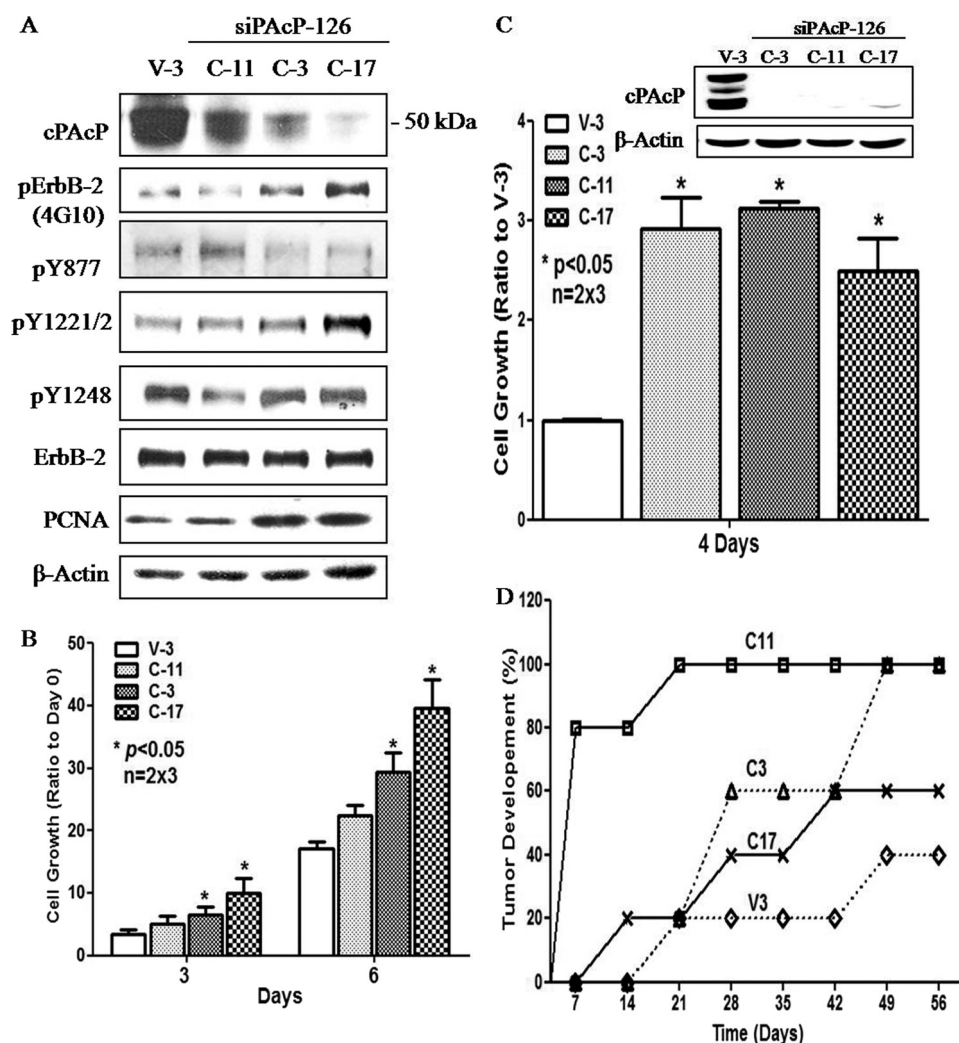 A
siPAcP-126
V-3 C-11 C-3 C-17
cPAcP
- 50 kDa
pErbB-2
(4G10)
pY877
pY1221/2
pY1248
ErbB-2
PCNA
β-Actin
B
Cell Growth (Ratio to Day 0)
50
40
30
20
10
0
V-3
C-11
C-3
C-17
* p<0.05
n=2x3
* * * *
3 6
Days
C
siPAcP-126
V-3 C-3 C-11 C-17
cPAcP
β-Actin
Cell Growth (Ratio to V-3)
4
3
2
1
0
V-3
C-3
C-11
C-17
* p<0.05
n=2x3
* * *
4 Days
D
Tumor Developement (%)
120
100
80
60
40
20
0
C11
C3
C17
V3
7 14 21 28 35 42 49 56
Time (Days)